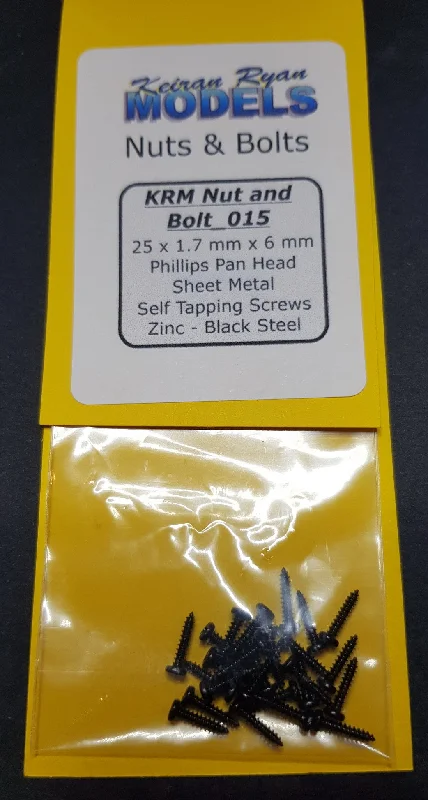 Keiran Ryan
MODELS
Nuts & Bolts
KRM Nut and
Bolt_015
25 x 1.7 mm x 6 mm
Phillips Pan Head
Sheet Metal
Self Tapping Screws
Zinc - Black Steel